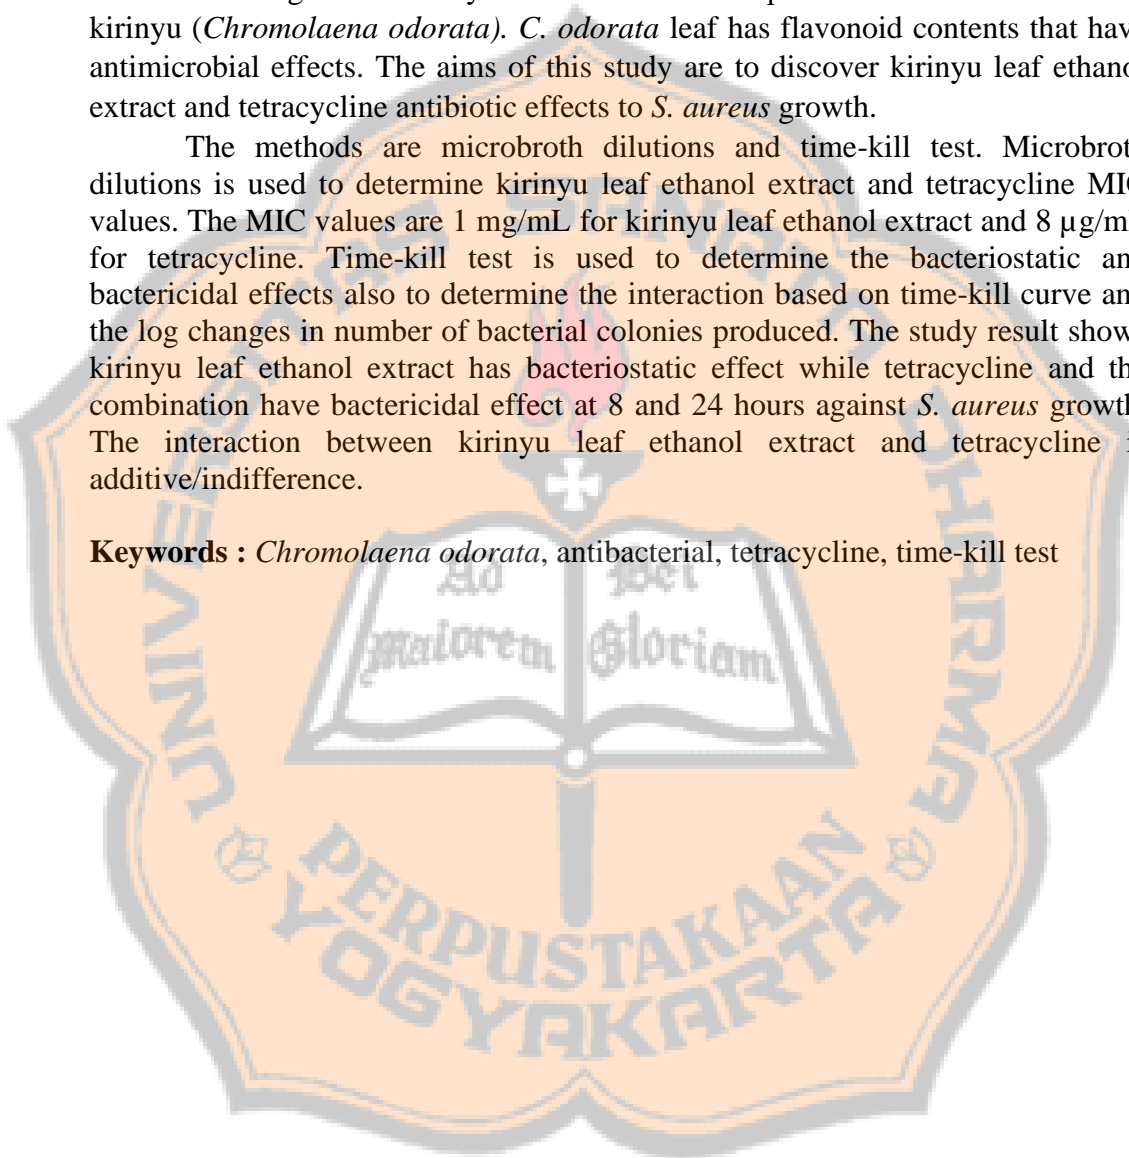 kirinyu (Chromolaena odorata). C. odorata leaf has flavonoid contents that hav
antimicrobial effects. The aims of this study are to discover kirinyu leaf ethano
extract and tetracycline antibiotic effects to S. aureus growth.
The methods are microbroth dilutions and time-kill test. Microbrot
dilutions is used to determine kirinyu leaf ethanol extract and tetracycline MIC
values. The MIC values are 1 mg/mL for kirinyu leaf ethanol extract and 8 µg/ml
for tetracycline. Time-kill test is used to determine the bacteriostatic an
bactericidal effects also to determine the interaction based on time-kill curve an
the log changes in number of bacterial colonies produced. The study result show
kirinyu leaf ethanol extract has bacteriostatic effect while tetracycline and th
combination have bactericidal effect at 8 and 24 hours against S. aureus growth
The interaction between kirinyu leaf ethanol extract and tetracycline i
additive/indifference.
Keywords : Chromolaena odorata, antibacterial, tetracycline, time-kill test
UNIVERSITAS SANATA DHARMA
Ad Dei
Maiorem Gloriam
PERPUSTAKAAN
YOGYAKARTA